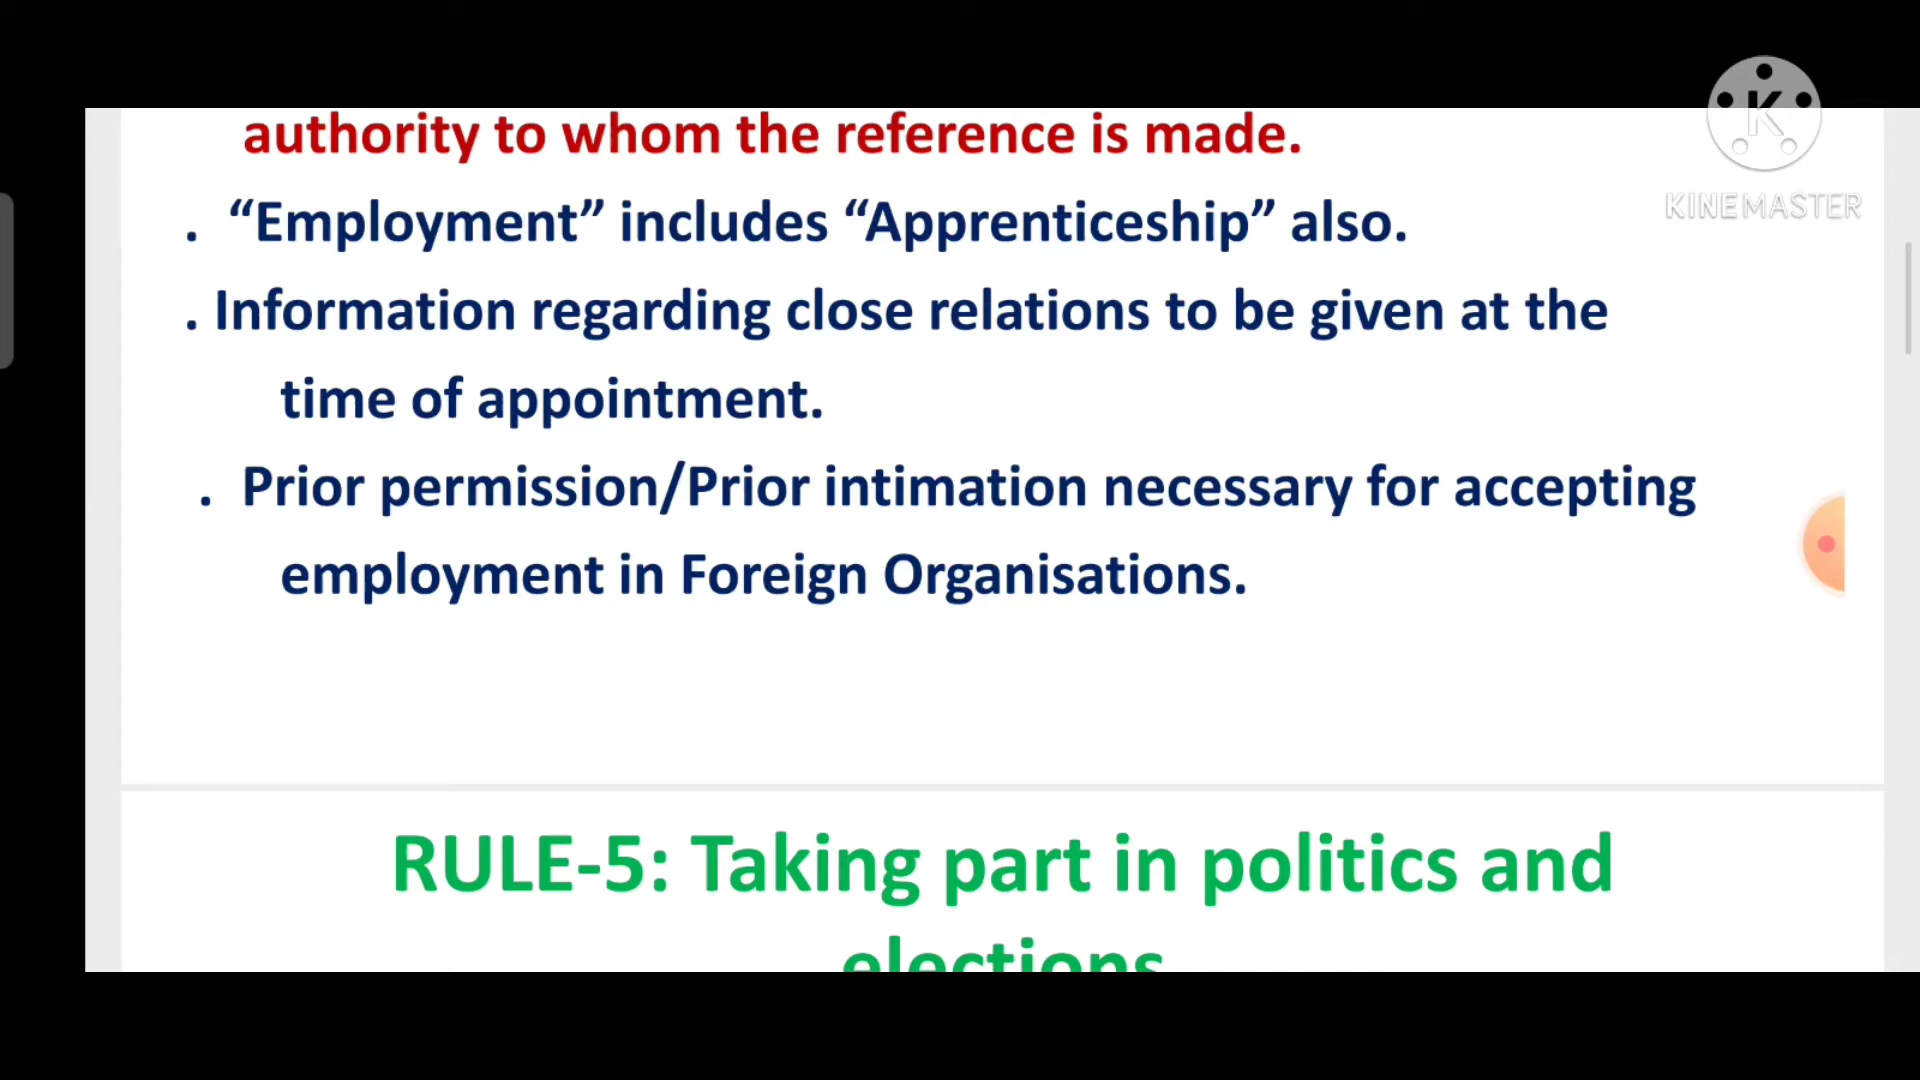 authority to whom the reference is made.
. “Employment” includes “Apprenticeship” also.
. Information regarding close relations to be given at the
time of appointment.
. Prior permission/Prior intimation necessary for accepting
employment in Foreign Organisations.
RULE-5: Taking part in politics and
elections
K
KINEMASTER